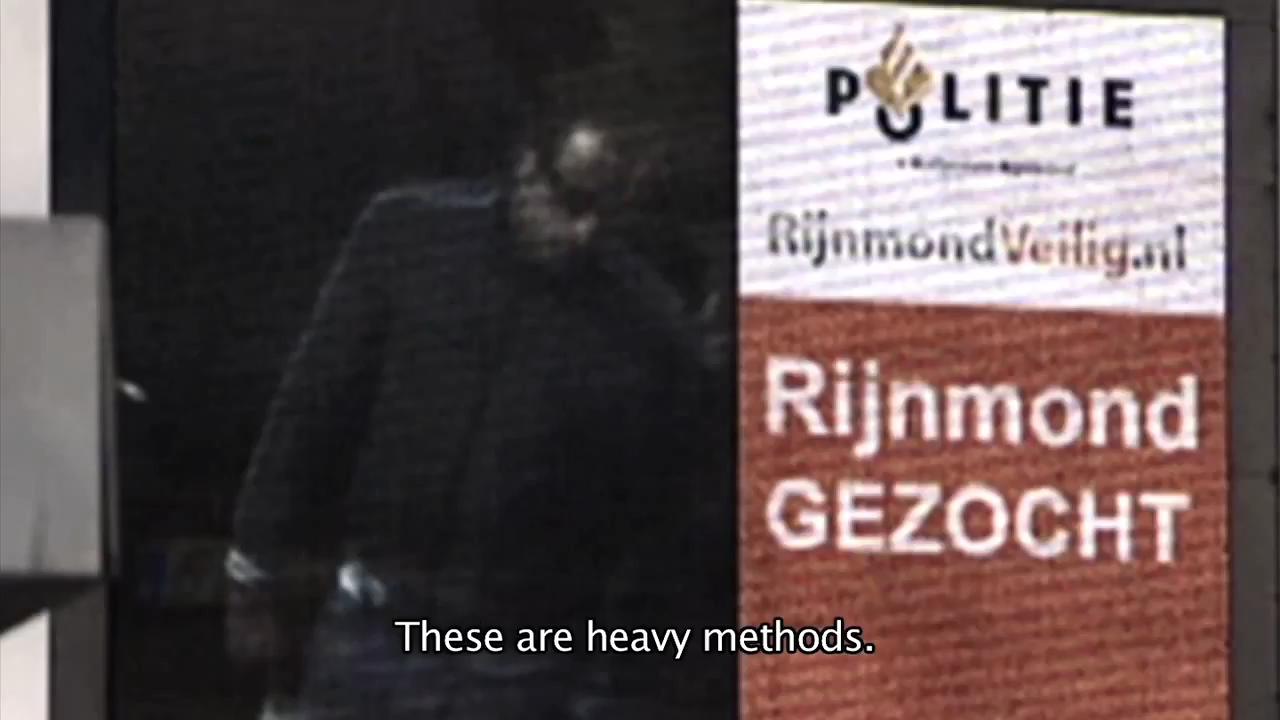 POLITIE
RijnmondVeilig.nl
Rijnmond
GEZOCHT
These are heavy methods.